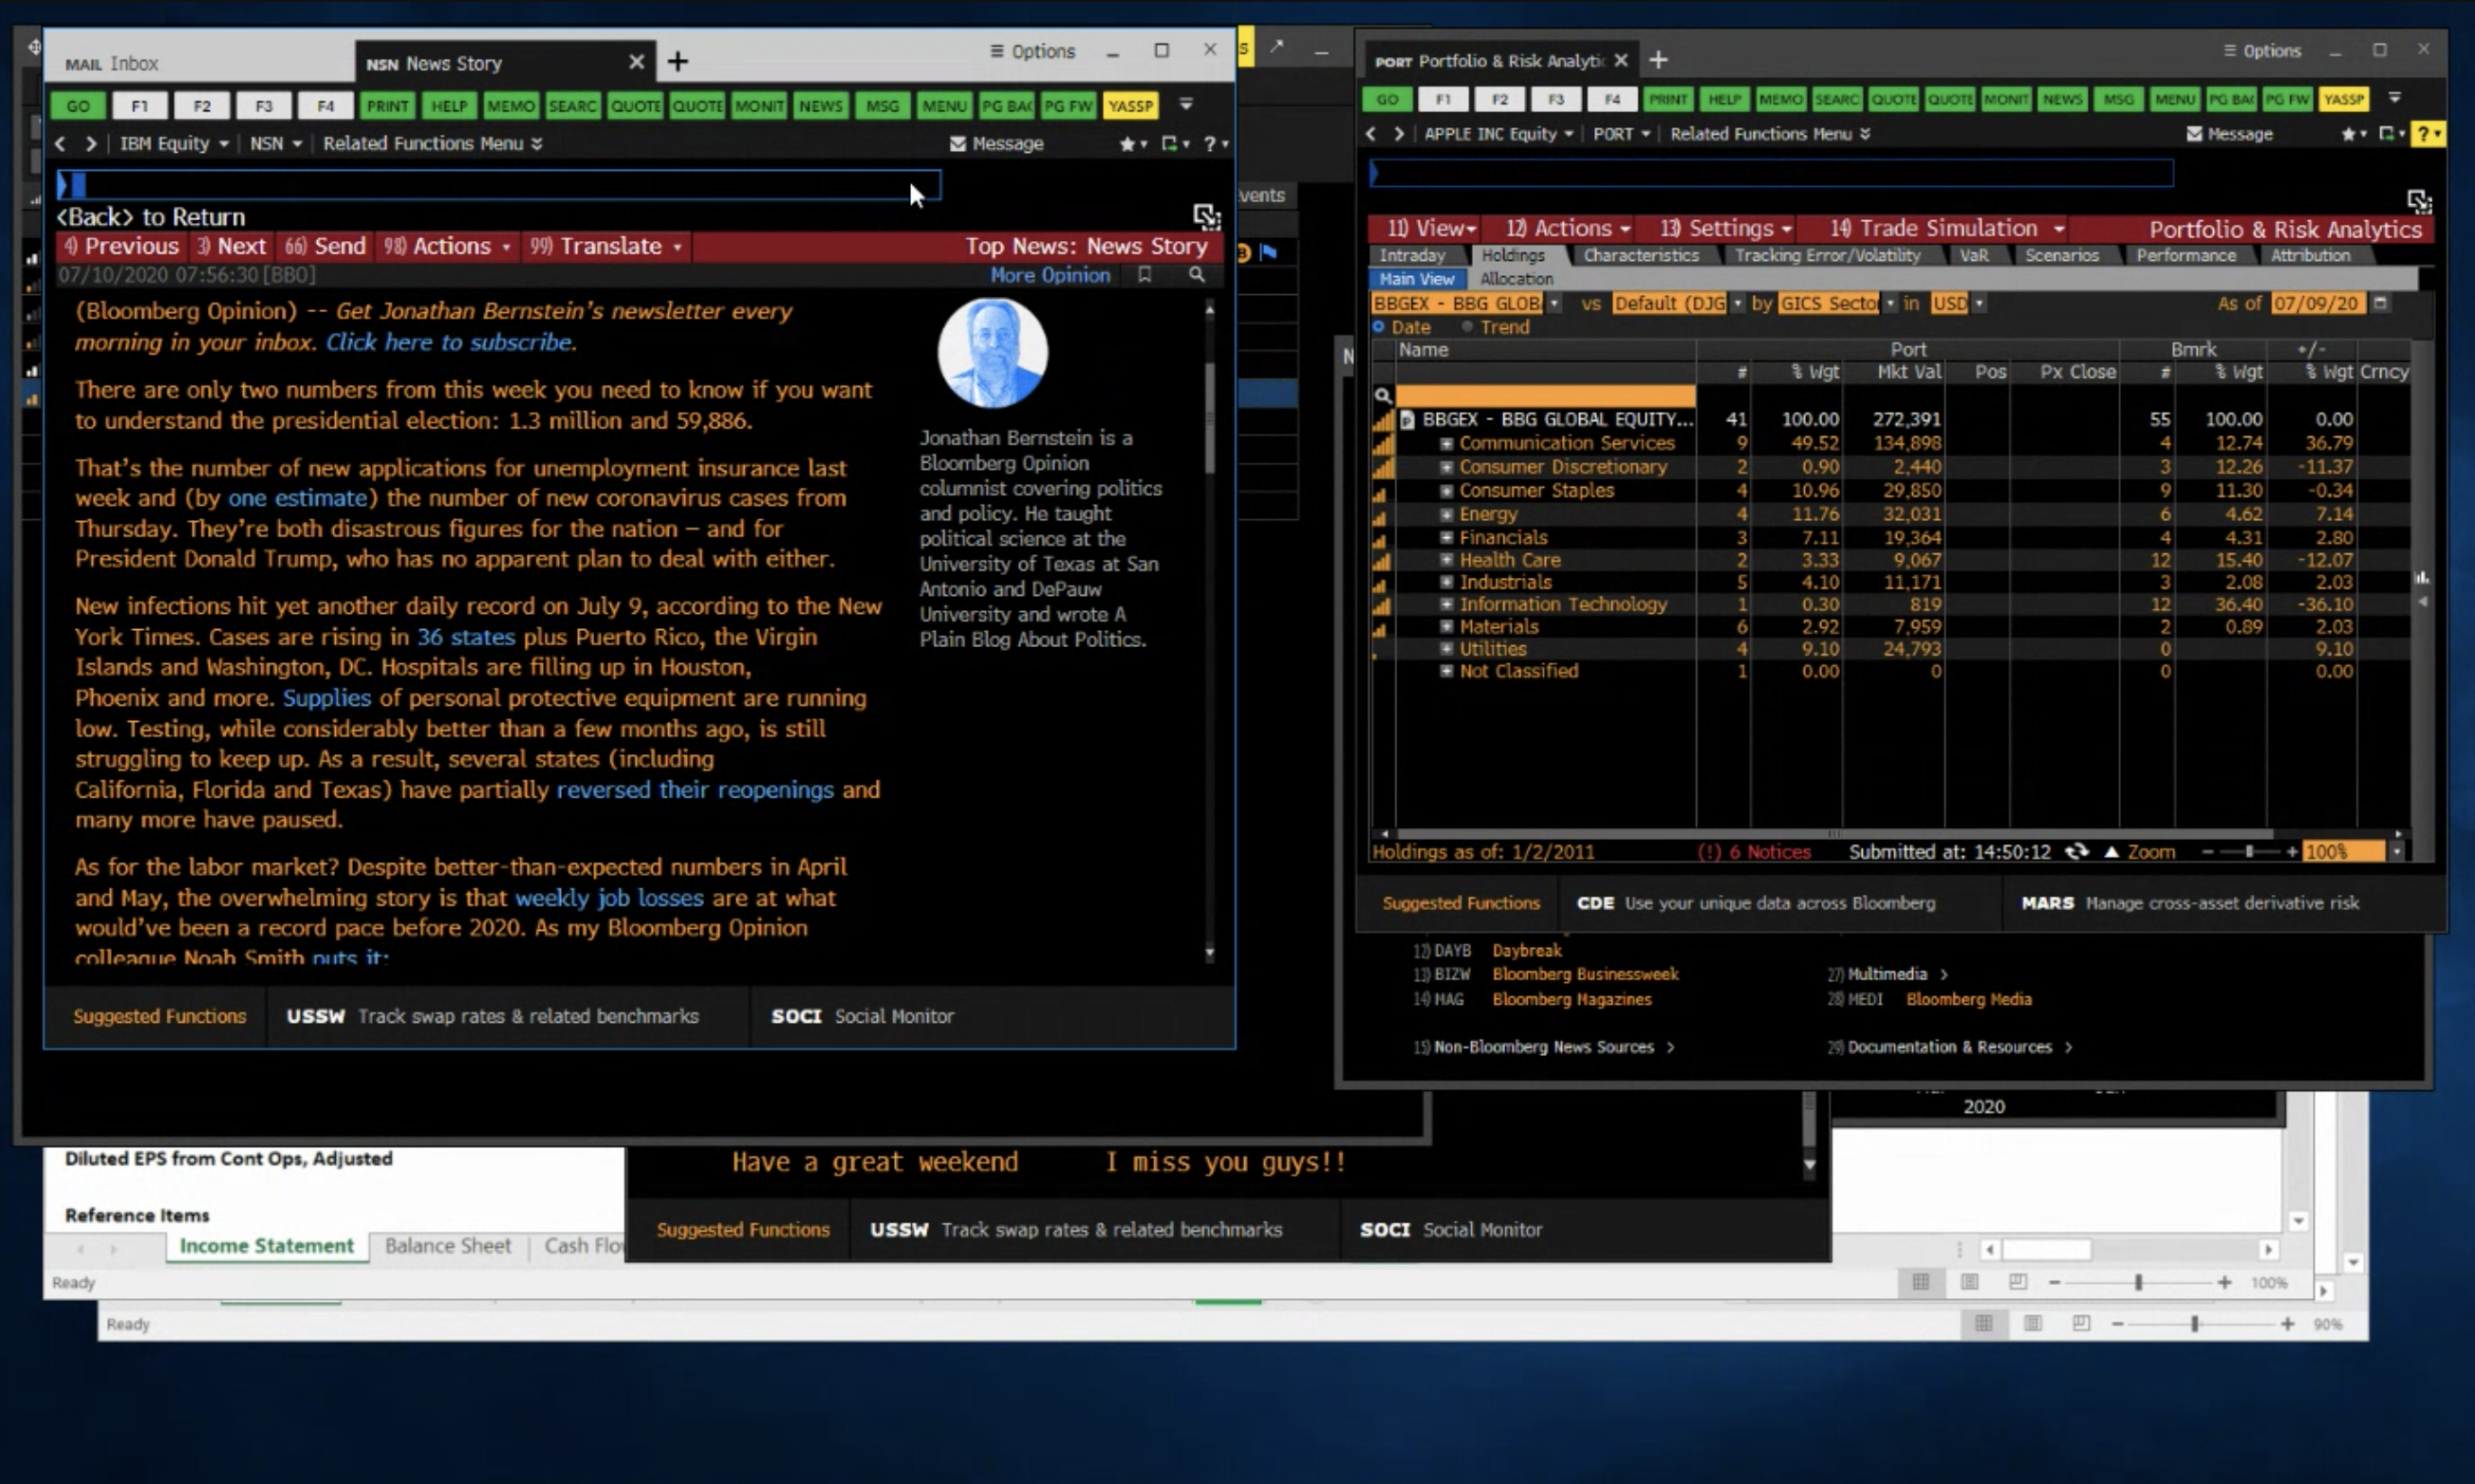 MAIL Inbox
NSN News Story
Options
GO F1 F2 F3 F4 PRINT HELP MEMO SEARC QUOTE QUOTE MONIT NEWS MSG MENU PG BAC PG FW YASSP
IBM Equity NSN Related Functions Menu Message ?
<Back> to Return
4) Previous 3) Next 66) Send 98) Actions 99) Translate Top News: News Story
07/10/2020 07:56:30 [BBO] More Opinion
(Bloomberg Opinion) -- Get Jonathan Bernstein's newsletter every
morning in your inbox. Click here to subscribe.
There are only two numbers from this week you need to know if you want
to understand the presidential election: 1.3 million and 59,886.
That's the number of new applications for unemployment insurance last
week and (by one estimate) the number of new coronavirus cases from
Thursday. They're both disastrous figures for the nation — and for
President Donald Trump, who has no apparent plan to deal with either.
New infections hit yet another daily record on July 9, according to the New
York Times. Cases are rising in 36 states plus Puerto Rico, the Virgin
Islands and Washington, DC. Hospitals are filling up in Houston,
Phoenix and more. Supplies of personal protective equipment are running
low. Testing, while considerably better than a few months ago, is still
struggling to keep up. As a result, several states (including
California, Florida and Texas) have partially reversed their reopenings and
many more have paused.
As for the labor market? Despite better-than-expected numbers in April
and May, the overwhelming story is that weekly job losses are at what
would've been a record pace before 2020. As my Bloomberg Opinion
colleague Noah Smith puts it:
Jonathan Bernstein is a
Bloomberg Opinion
columnist covering politics
and policy. He taught
political science at the
University of Texas at San
Antonio and DePauw
University and wrote A
Plain Blog About Politics.
Suggested Functions USSW Track swap rates & related benchmarks SOCI Social Monitor
vents
PORT Portfolio & Risk Analytic
Options
GO F1 F2 F3 F4 PRINT HELP MEMO SEARC QUOTE QUOTE MONIT NEWS MSG MENU PG BAC PG FW YASSP
APPLE INC Equity PORT Related Functions Menu Message ?
11) View 12) Actions 13) Settings 14) Trade Simulation Portfolio & Risk Analytics
Intraday Holdings Characteristics Tracking Error/Volatility VaR Scenarios Performance Attribution
Main View Allocation
BBGEX - BBG GLOB vs Default (DJG by GICS Secto in USD As of 07/09/20
Date Trend
Name Port Bmrk +/-
# % Wgt Mkt Val Pos Px Close # % Wgt % Wgt Crncy
BBGEX - BBG GLOBAL EQUITY... 41 100.00 272,391 55 100.00 0.00
Communication Services 9 49.52 134,898 4 12.74 36.79
Consumer Discretionary 2 0.90 2,440 3 12.26 -11.37
Consumer Staples 4 10.96 29,850 9 11.30 -0.34
Energy 4 11.76 32,031 6 4.62 7.14
Financials 3 7.11 19,364 4 4.31 2.80
Health Care 2 3.33 9,067 12 15.40 -12.07
Industrials 5 4.10 11,171 3 2.08 2.03
Information Technology 1 0.30 819 12 36.40 -36.10
Materials 6 2.92 7,959 2 0.89 2.03
Utilities 4 9.10 24,793 0 9.10
Not Classified 1 0.00 0 0 0.00
Holdings as of: 1/2/2011 (!) 6 Notices Submitted at: 14:50:12 Zoom 100%
Suggested Functions CDE Use your unique data across Bloomberg MARS Manage cross-asset derivative risk
12) DAYB Daybreak
13) BIZW Bloomberg Businessweek 27) Multimedia >
14) MAG Bloomberg Magazines 28) MEDI Bloomberg Media
15) Non-Bloomberg News Sources > 29) Documentation & Resources >
2020
Diluted EPS from Cont Ops, Adjusted
Have a great weekend I miss you guys!!
Reference Items
Suggested Functions USSW Track swap rates & related benchmarks SOCI Social Monitor
Income Statement Balance Sheet Cash Flo
Ready 100%
Ready 90%